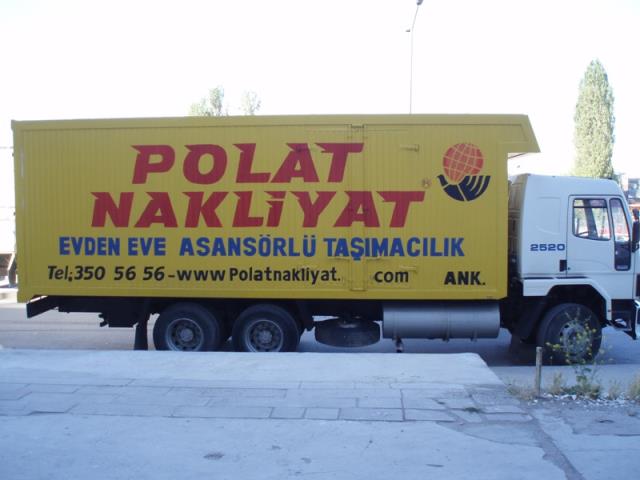 POLAT
NAKLİYAT
EVDEN EVE ASANSÖRLÜ TAŞIMACILIK
Tel:350 56 56-www Polatnakliyat. com ANK.
2520